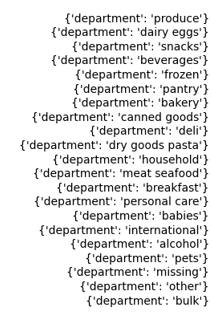 {'department': 'produce'}
{'department': 'dairy eggs'}
{'department': 'snacks'}
{'department': 'beverages'}
{'department': 'frozen'}
{'department': 'pantry'}
{'department': 'bakery'}
{'department': 'canned goods'}
{'department': 'deli'}
{'department': 'dry goods pasta'}
{'department': 'household'}
{'department': 'meat seafood'}
{'department': 'breakfast'}
{'department': 'personal care'}
{'department': 'babies'}
{'department': 'international'}
{'department': 'alcohol'}
{'department': 'pets'}
{'department': 'missing'}
{'department': 'other'}
{'department': 'bulk'}